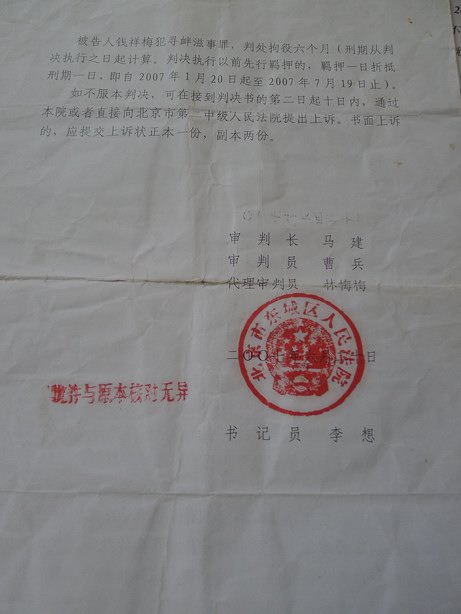 被告人钱样梅犯寻衅滋事罪,判处拘役六个月(刑期从判
决执行之日起计算。判决执行以前先行羁押的,羁押一日折抵
刑期一日,即自2007年1月20日起至2007年7月19日止)。
如不服本判决,可在接到判决书的第二日起十日内,通过
本院或者直接向北京市第二中级人民法院提出上诉。书面上诉
的,应提交上诉状正本一份,副本两份。
审判长 马建
审判员 曹兵
代理审判员 林梅梅
北京市东城区人民法院
二〇〇七年 日
件与原本核对无异
书记员 李想